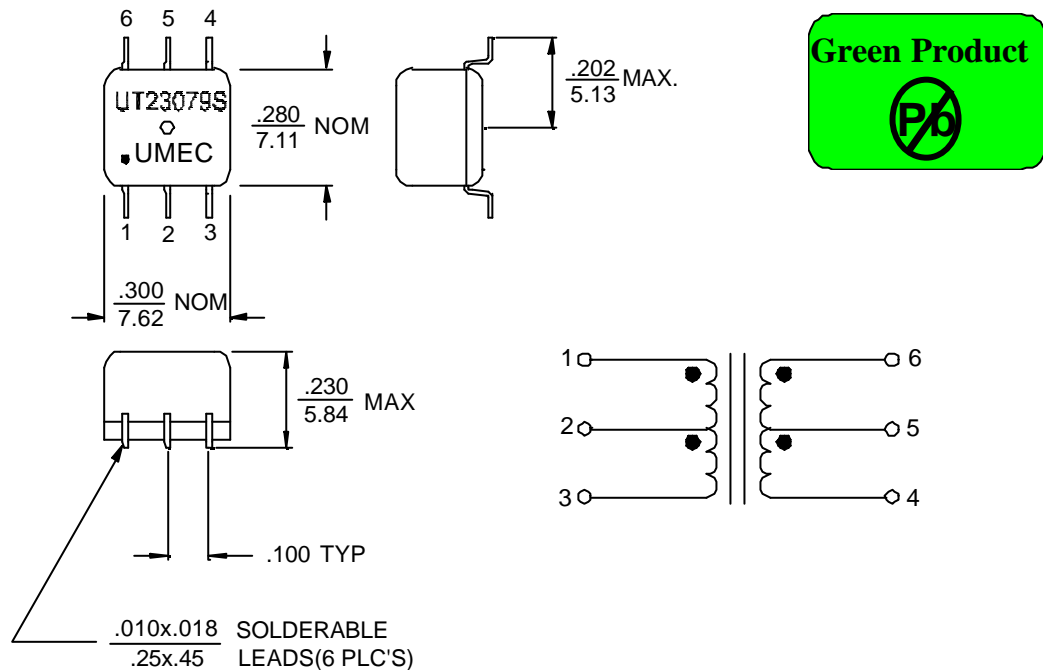 6 5 4
UT23079S
UMEC
1 2 3
.280
7.11
NOM
.202
5.13
MAX.
Green Product
Pb
.300
7.62
NOM
.230
5.84
MAX
.100 TYP
.010x.018 SOLDERABLE
.25x.45 LEADS(6 PLC'S)
1
6
2
5
3
4